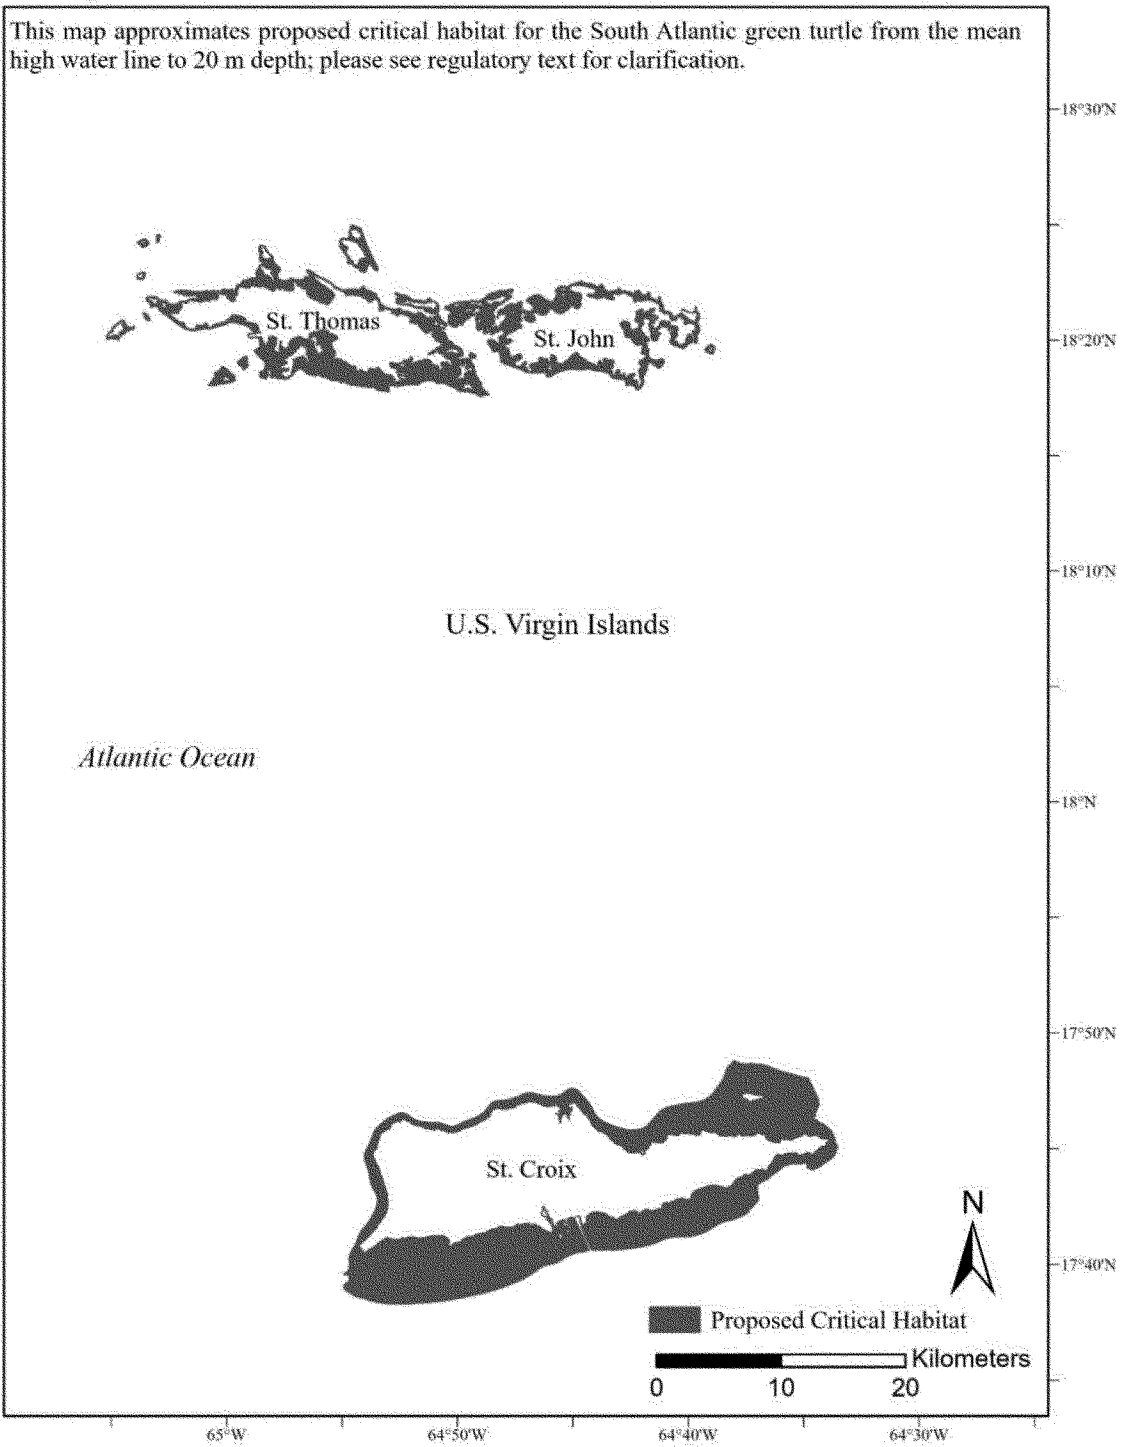 This map approximates proposed critical habitat for the South Atlantic green turtle from the mean
high water line to 20 m depth; please see regulatory text for clarification.
18°30'N
St. Thomas
St. John
18°20'N
18°10'N
U.S. Virgin Islands
Atlantic Ocean
18°N
17°50'N
St. Croix
N
17°40'N
Proposed Critical Habitat
Kilometers
0 10 20
65°W 64°50'W 64°40'W 64°30'W